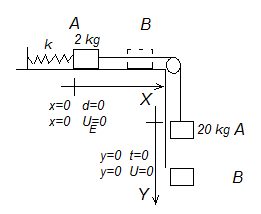 A B
k 2 kg
x=0 d=0 X
x=0 U=0
E
20 kg A
y=0 t=0
y=0 U=0 B
Y